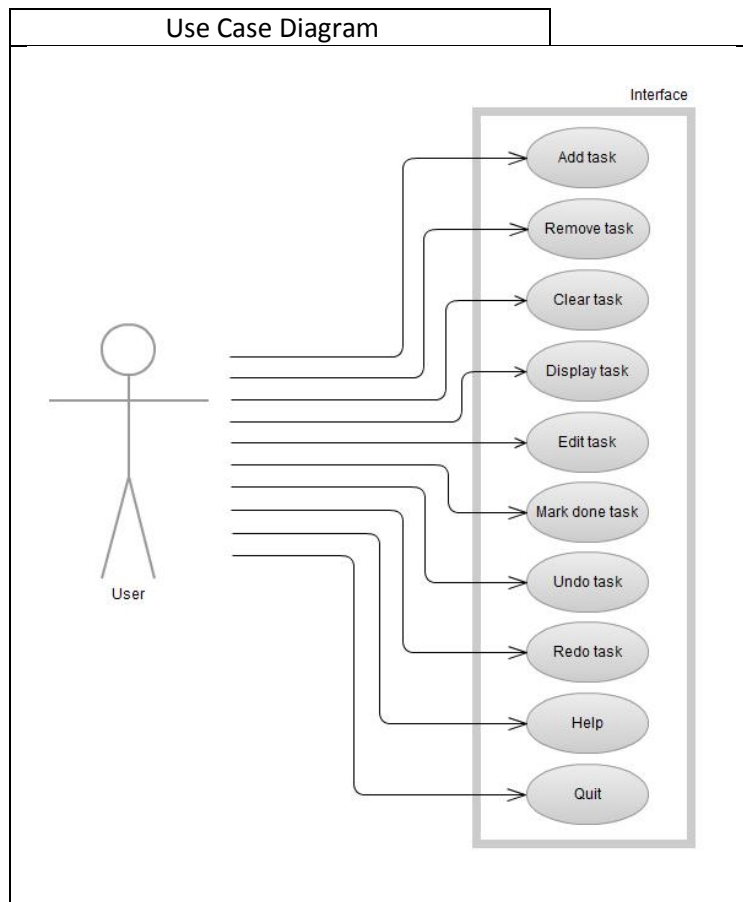 Use Case Diagram
Interface
Add task
Remove task
Clear task
Display task
Edit task
Mark done task
Undo task
Redo task
Help
Quit
User